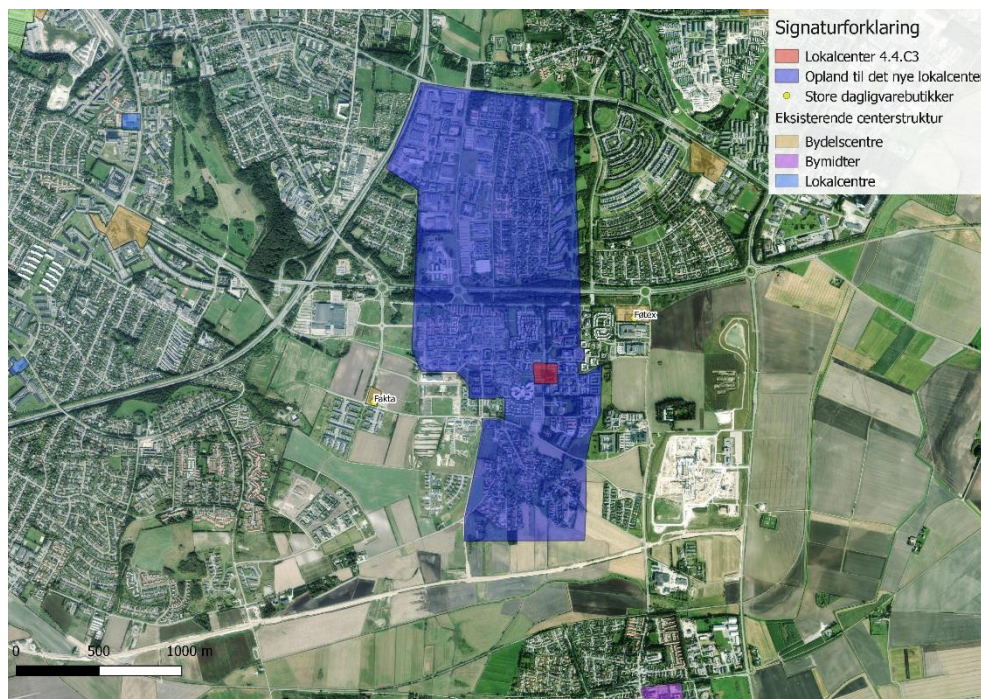 Signaturforklaring
Lokalcenter 4.4.C3
Opland til det nye lokalcenter
Store dagligvarebutikker
Eksisterende centerstruktur
Bydelscentre
Bymidter
Lokalcentre
Føtex
Fakta
0 500 1000 m